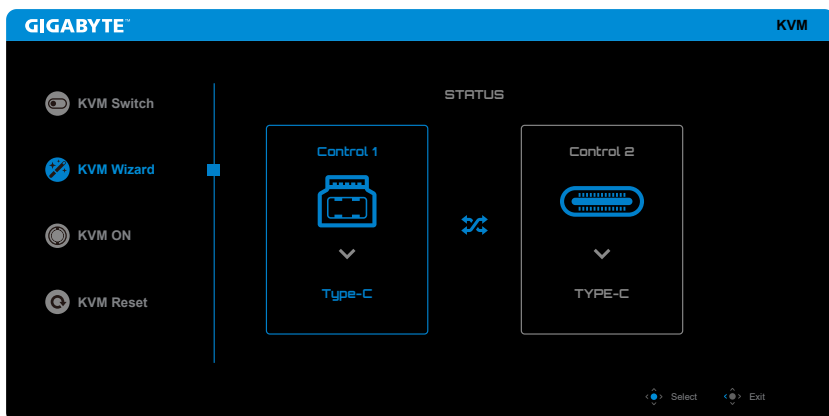 GIGABYTE™
KVM
KVM Switch
KVM Wizard
KVM ON
KVM Reset
STATUS
Control 1
Type-C
Control 2
TYPE-C
Select
Exit